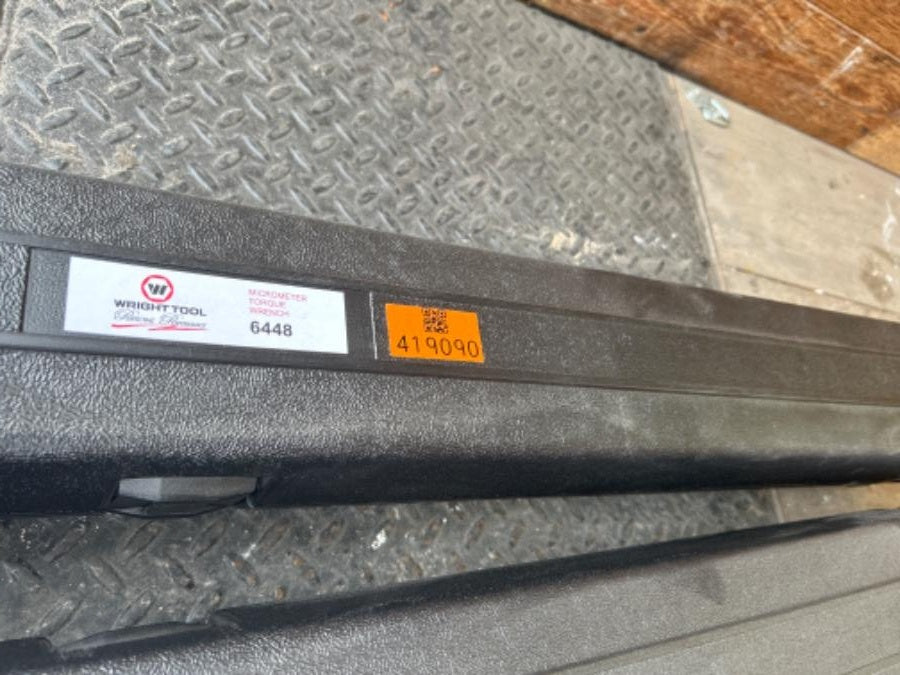 W
WRIGHT TOOL
MICROMETER
TORQUE
WRENCH
6448
419090